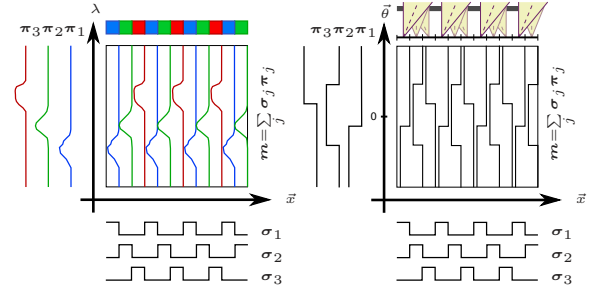 π₃π₂π₁ λ
m=∑ⱼ σⱼ πⱼ
x⃗
σ₁
σ₂
σ₃
π₃π₂π₁ θ⃗
0
m=∑ⱼ σⱼ πⱼ
x⃗
σ₁
σ₂
σ₃